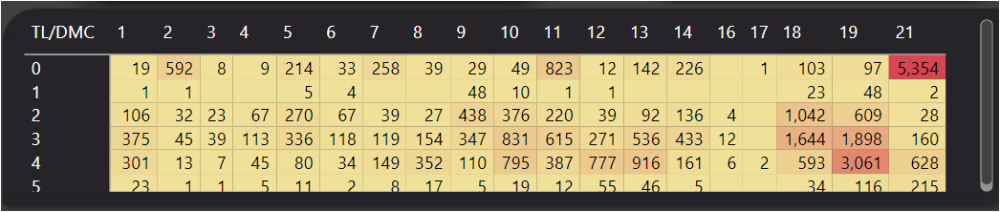 TL/DMC 1 2 3 4 5 6 7 8 9 10 11 12 13 14 16 17 18 19 21
0 19 592 8 9 214 33 258 39 29 49 823 12 142 226 1 103 97 5,354
1 1 1 5 4 48 10 1 1 23 48 2
2 106 32 23 67 270 67 39 27 438 376 220 39 92 136 4 1,042 609 28
3 375 45 39 113 336 118 119 154 347 831 615 271 536 433 12 1,644 1,898 160
4 301 13 7 45 80 34 149 352 110 795 387 777 916 161 6 2 593 3,061 628
5 23 1 1 5 11 2 8 17 5 19 12 55 46 5 34 116 215